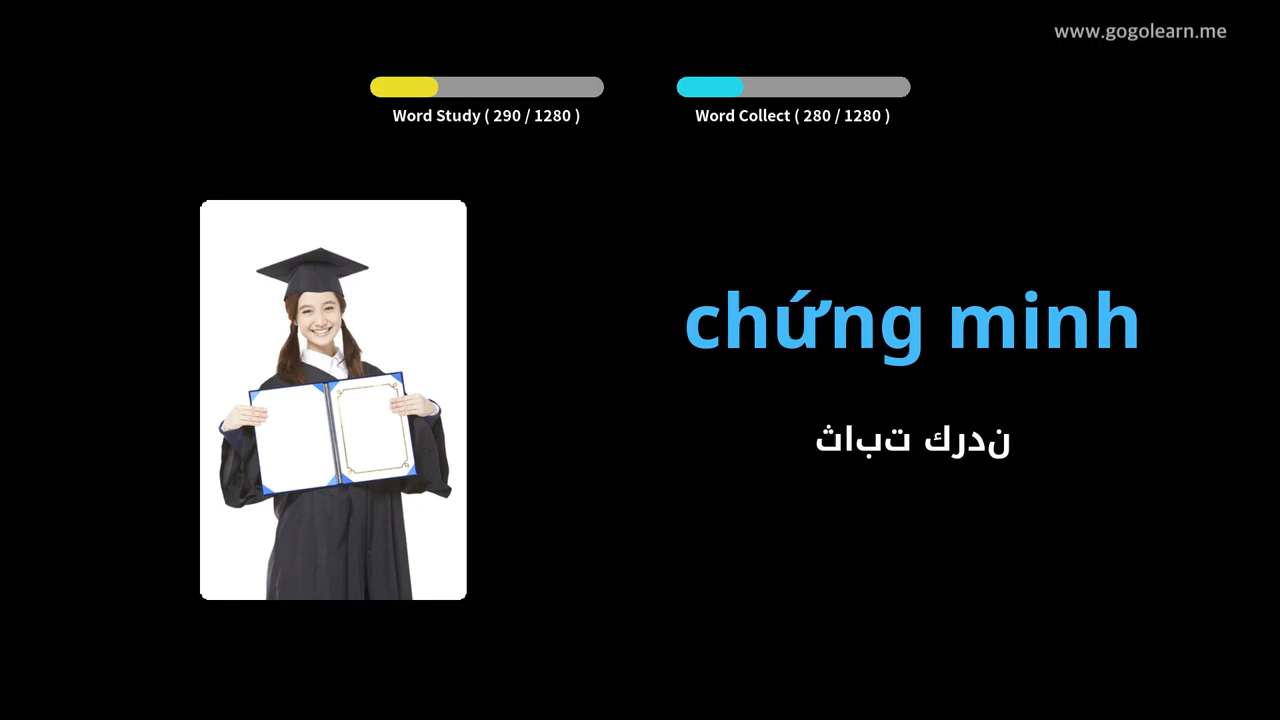 www.gogolearn.me
Word Study ( 290 / 1280 )
Word Collect ( 280 / 1280 )
chứng minh
ندرك تباث